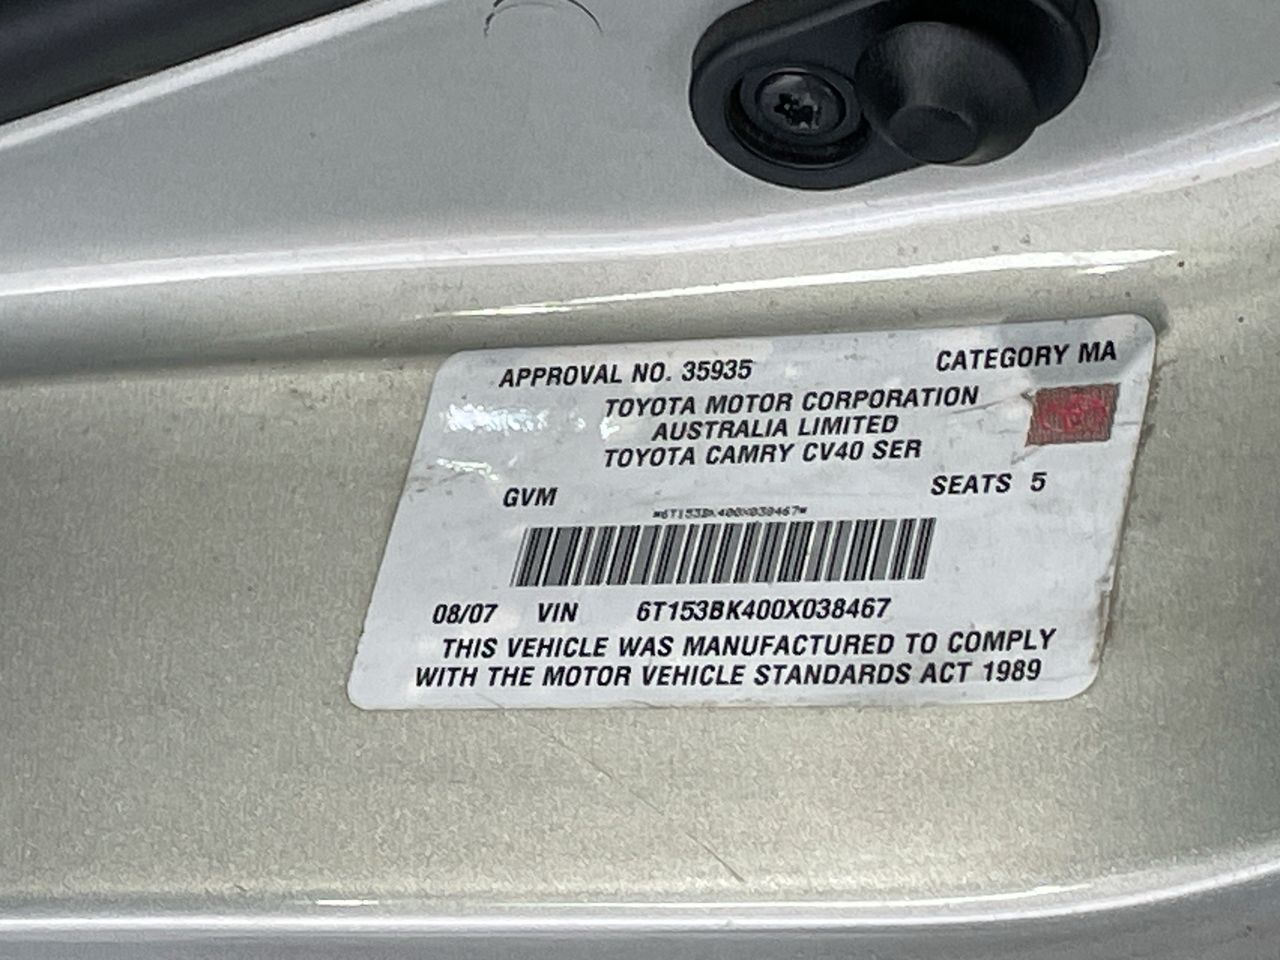 APPROVAL NO. 35935 CATEGORY MA
TOYOTA MOTOR CORPORATION
AUSTRALIA LIMITED
TOYOTA CAMRY CV40 SER
GVM SEATS 5
*6T153BK400X038467*
08/07 VIN 6T153BK400X038467
THIS VEHICLE WAS MANUFACTURED TO COMPLY
WITH THE MOTOR VEHICLE STANDARDS ACT 1989